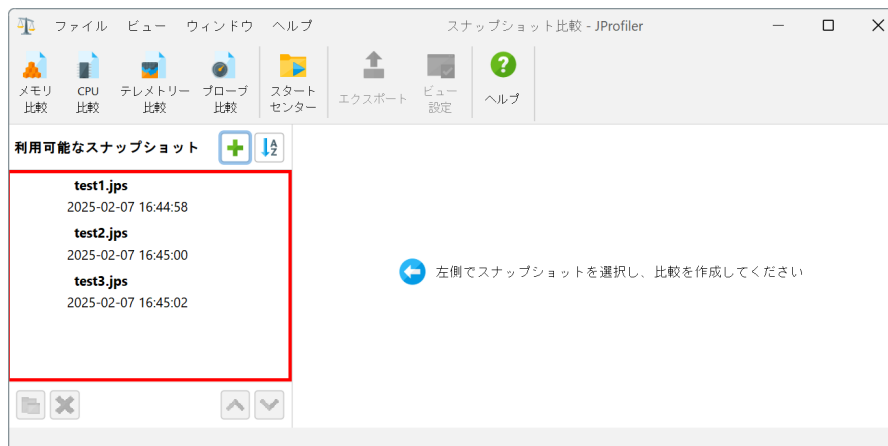 ファイル ビュー ウィンドウ ヘルプ スナップショット比較 - JProfiler
メモリ 比較
CPU 比較
テレメトリー 比較
プローブ 比較
スタート センター
エクスポート
ビュー 設定
ヘルプ
利用可能なスナップショット
test1.jps
2025-02-07 16:44:58
test2.jps
2025-02-07 16:45:00
test3.jps
2025-02-07 16:45:02
左側でスナップショットを選択し、比較を作成してください